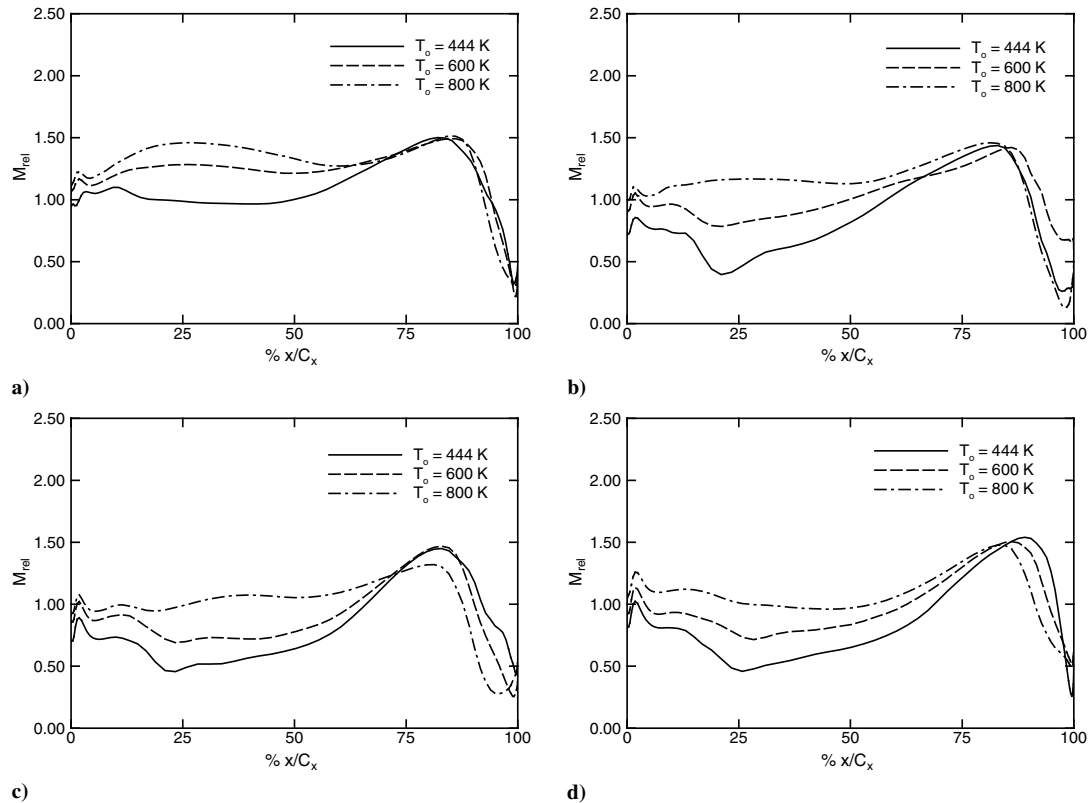 2.50
2.00
1.50
1.00
0.50
0.00
M_rel
0
25
50
75
100
% x/C_x
T_o = 444 K
T_o = 600 K
T_o = 800 K
a)
2.50
2.00
1.50
1.00
0.50
0.00
M_rel
0
25
50
75
100
% x/C_x
T_o = 444 K
T_o = 600 K
T_o = 800 K
b)
2.50
2.00
1.50
1.00
0.50
0.00
M_rel
0
25
50
75
100
% x/C_x
T_o = 444 K
T_o = 600 K
T_o = 800 K
c)
2.50
2.00
1.50
1.00
0.50
0.00
M_rel
0
25
50
75
100
% x/C_x
T_o = 444 K
T_o = 600 K
T_o = 800 K
d)